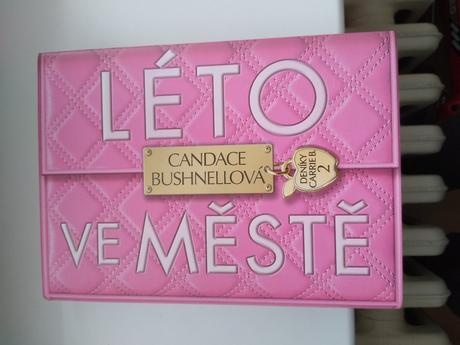 LÉTO
CANDACE
BUSHNELLOVÁ
DENÍKY
CARRIE B.
2
VE MĚSTĚ